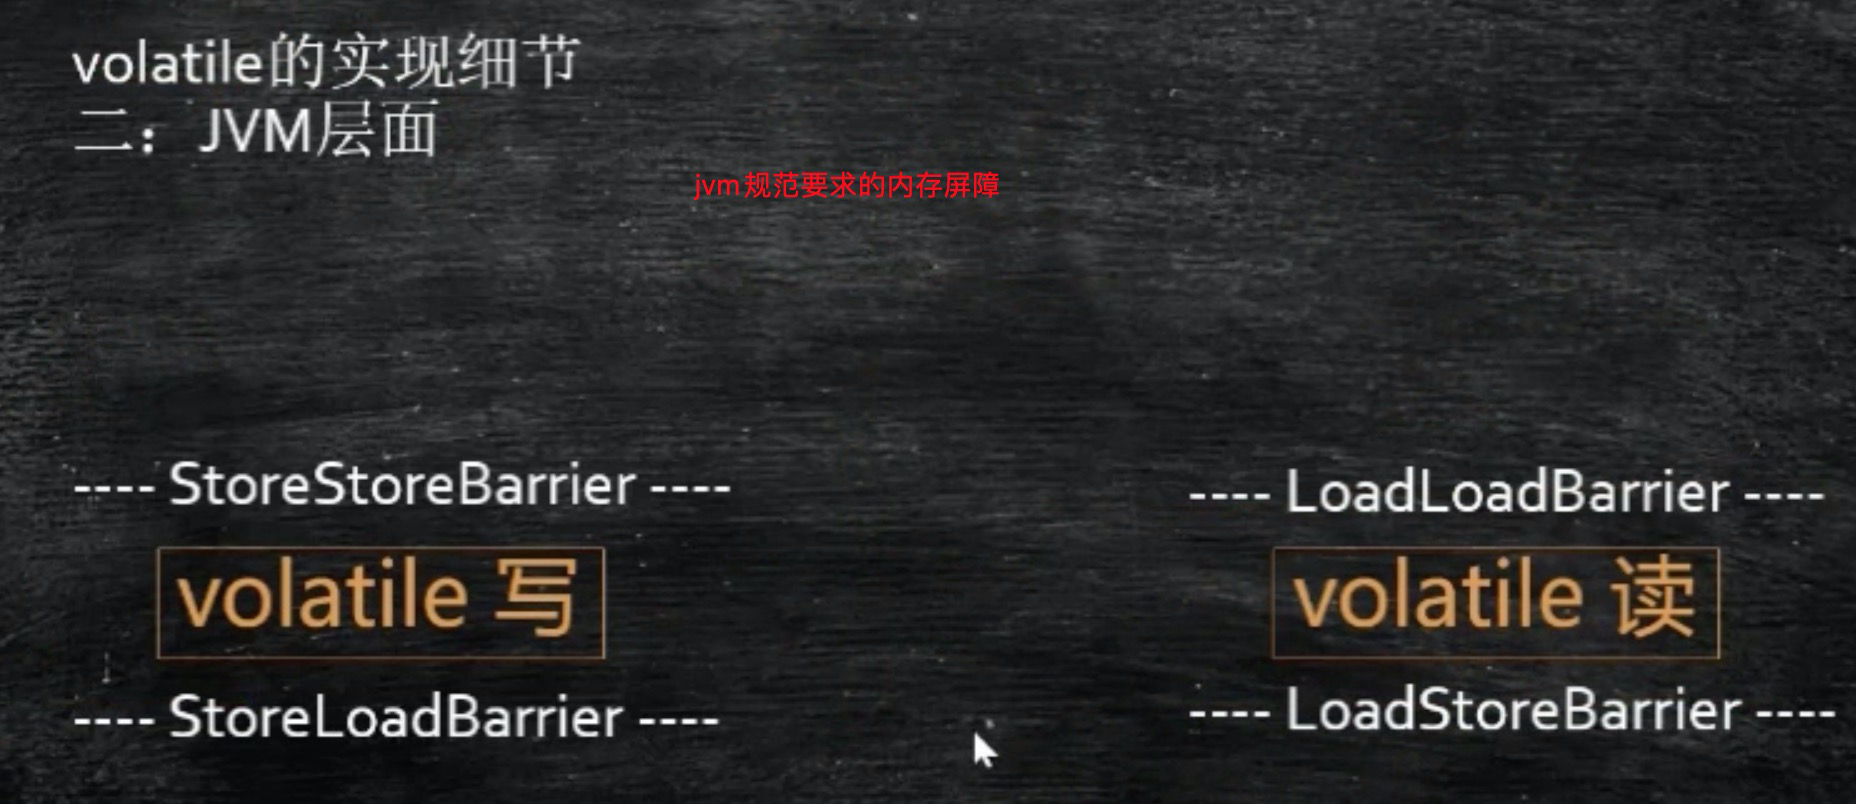 volatile的实现细节
二：JVM层面
jvm规范要求的内存屏障
---- StoreStoreBarrier ----
volatile 写
---- StoreLoadBarrier ----
---- LoadLoadBarrier ----
volatile 读
---- LoadStoreBarrier ----